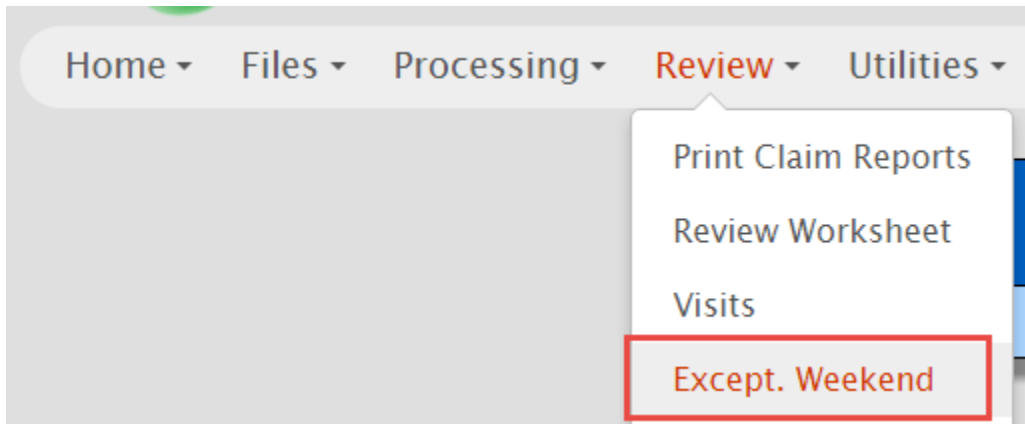 Home Files Processing Review Utilities
Print Claim Reports
Review Worksheet
Visits
Except. Weekend